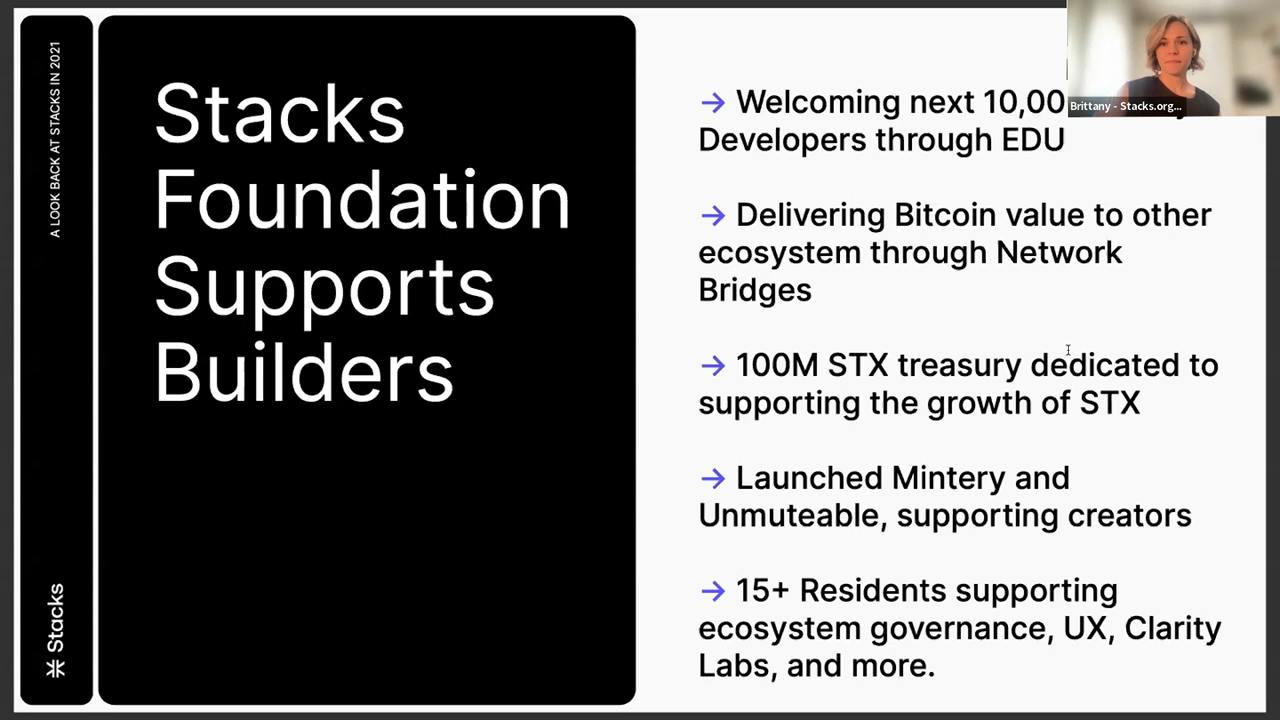 A LOOK BACK AT STACKS IN 2021
Stacks
Stacks
Foundation
Supports
Builders
→ Welcoming next
Developers through EDU
→ Delivering Bitcoin value to other
ecosystem through Network
Bridges
→ 100M STX treasury dedicated to
supporting the growth of STX
→ Launched Mintery and
Unmuteable, supporting creators
→ 15+ Residents supporting
ecosystem governance, UX, Clarity
Labs, and more.
Brittany - Stacks.org...